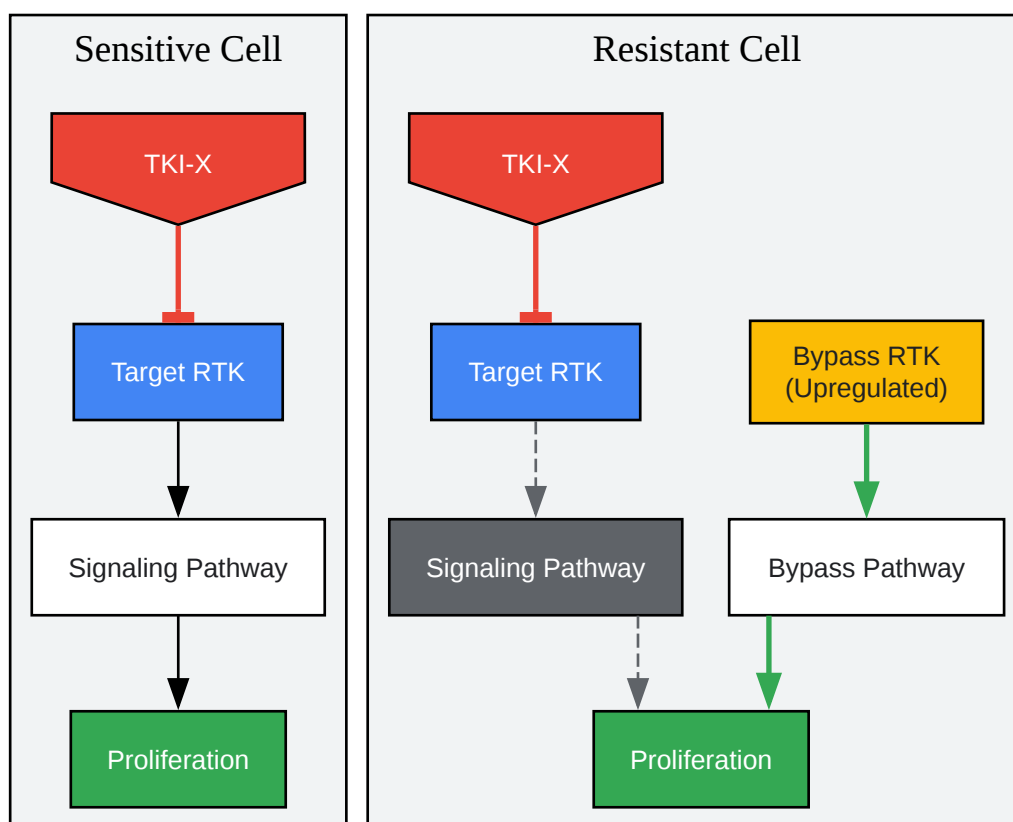 Sensitive Cell
TKI-X
Target RTK
Signaling Pathway
Proliferation
Resistant Cell
TKI-X
Target RTK
Bypass RTK
(Upregulated)
Signaling Pathway
Bypass Pathway
Proliferation